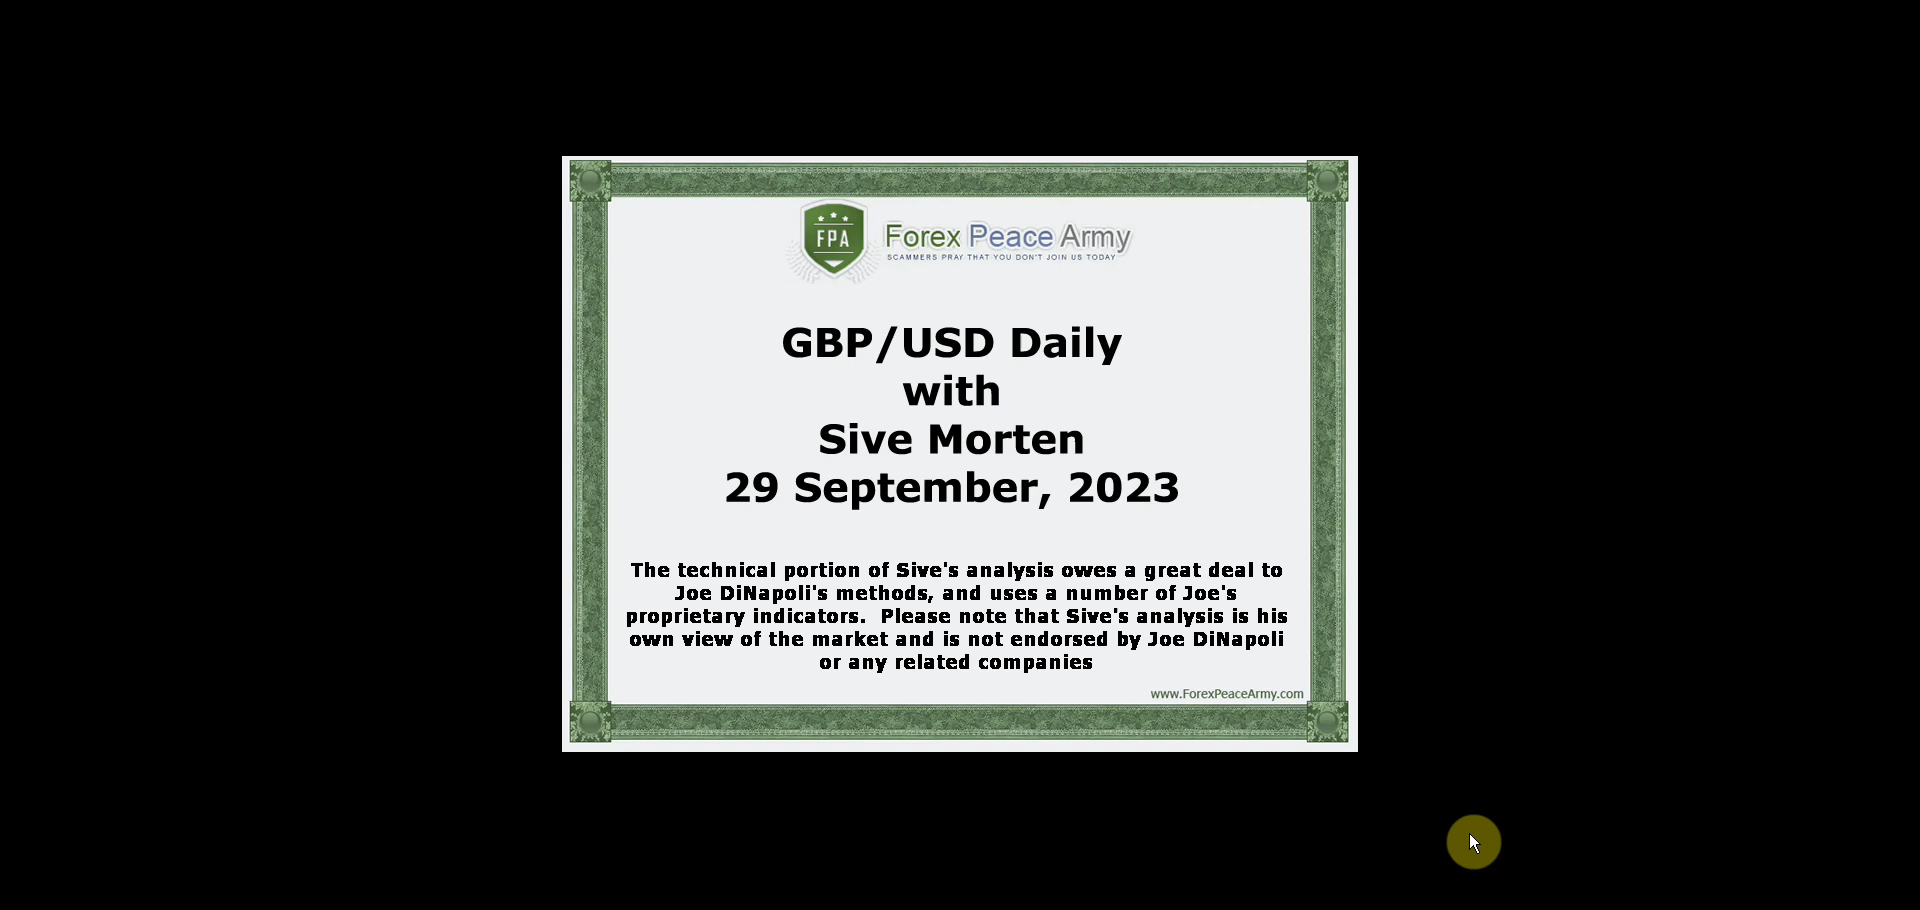 FPA
Forex Peace Army
SCAMMERS PRAY THAT YOU DON'T JOIN US TODAY
GBP/USD Daily
with
Sive Morten
29 September, 2023
The technical portion of Sive's analysis owes a great deal to
Joe DiNapoli's methods, and uses a number of Joe's
proprietary indicators.  Please note that Sive's analysis is his
own view of the market and is not endorsed by Joe DiNapoli
or any related companies
www.ForexPeaceArmy.com